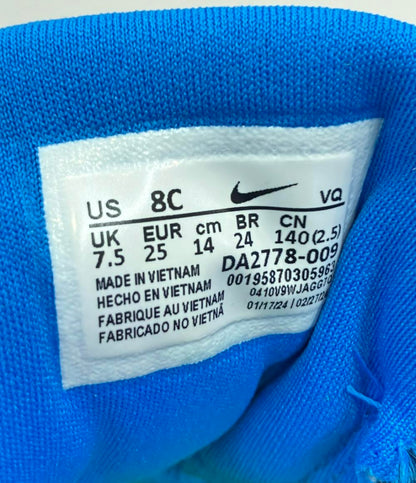 US 8C VQ
UK EUR cm BR CN
7.5 25 14 24 140(2.5)
DA2778-009
MADE IN VIETNAM
HECHO EN VIETNAM
FABRIQUE AU VIETNAM
FABRICADO NO VIETNÃ
01/17/24 |